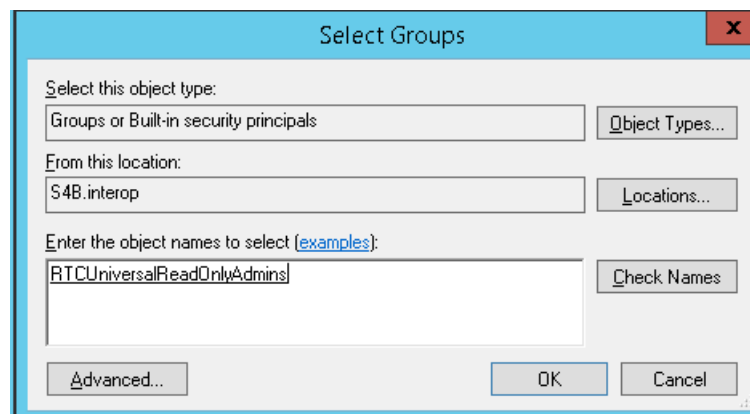 Select Groups
x
Select this object type:
Groups or Built-in security principals
Object Types...
From this location:
S4B.interop
Locations...
Enter the object names to select (examples):
RTCUniversalReadOnlyAdmins
Check Names
Advanced...
OK
Cancel